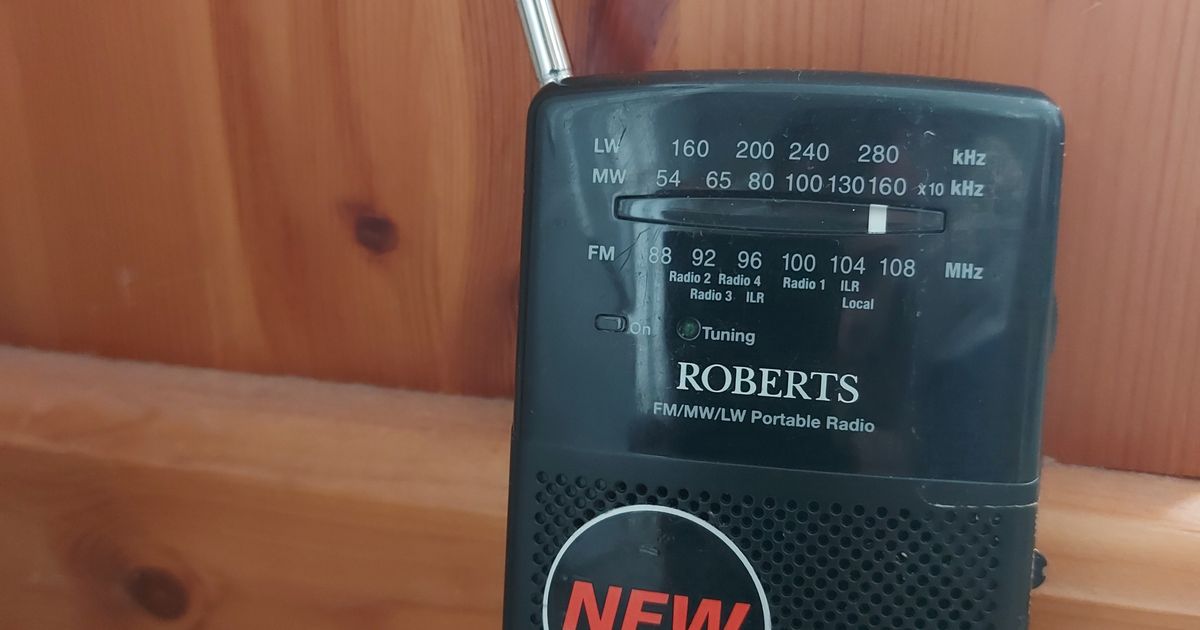 LW 160 200 240 280 kHz
MW 54 65 80 100 130 160 x10 kHz
FM 88 92 96 100 104 108 MHz
Radio 2 Radio 4 Radio 1 ILR
Radio 3 ILR Local
On Tuning
ROBERTS
FM/MW/LW Portable Radio
NEW